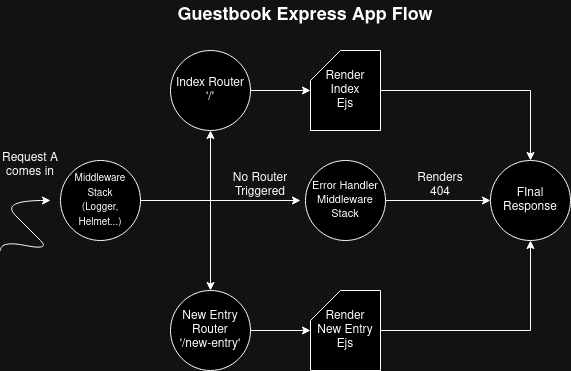 Guestbook Express App Flow
Index Router
'/'
Render
Index
Ejs
Request A
comes in
Middleware
Stack
(Logger,
Helmet...)
No Router
Triggered
Error Handler
Middleware
Stack
Renders
404
FInal
Response
New Entry
Router
'/new-entry'
Render
New Entry
Ejs